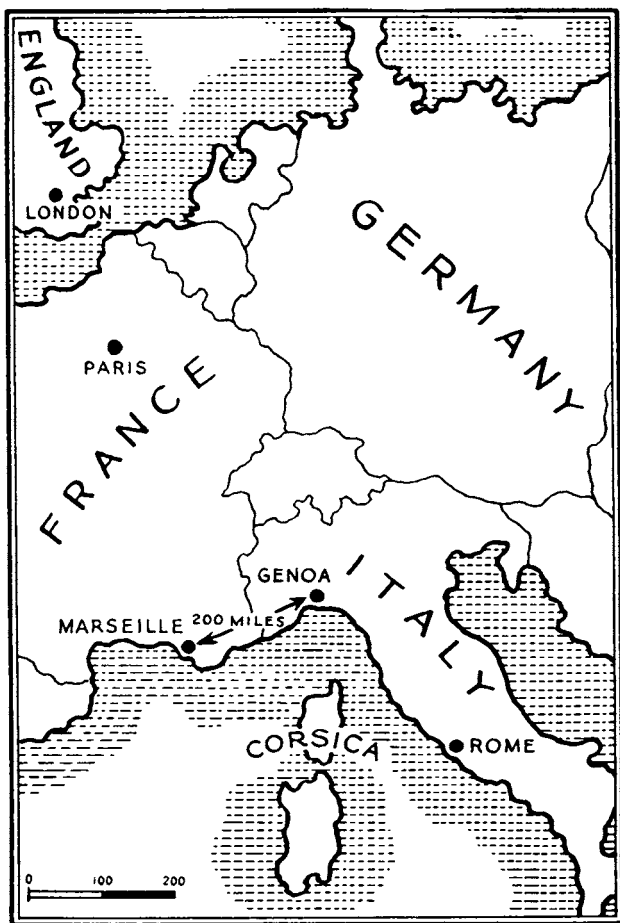 ENGLAND
LONDON
GERMANY
PARIS
FRANCE
GENOA
ITALY
200 MILES
MARSEILLE
CORSICA
ROME
0 100 200